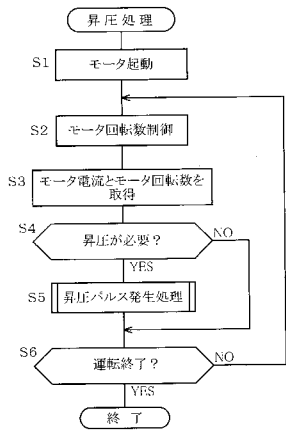 昇圧処理
S1
モータ起動
S2
モータ回転数制御
S3
モータ電流とモータ回転数を
取得
S4
昇圧が必要？
NO
YES
S5
昇圧パルス発生処理
S6
運転終了？
NO
YES
終了